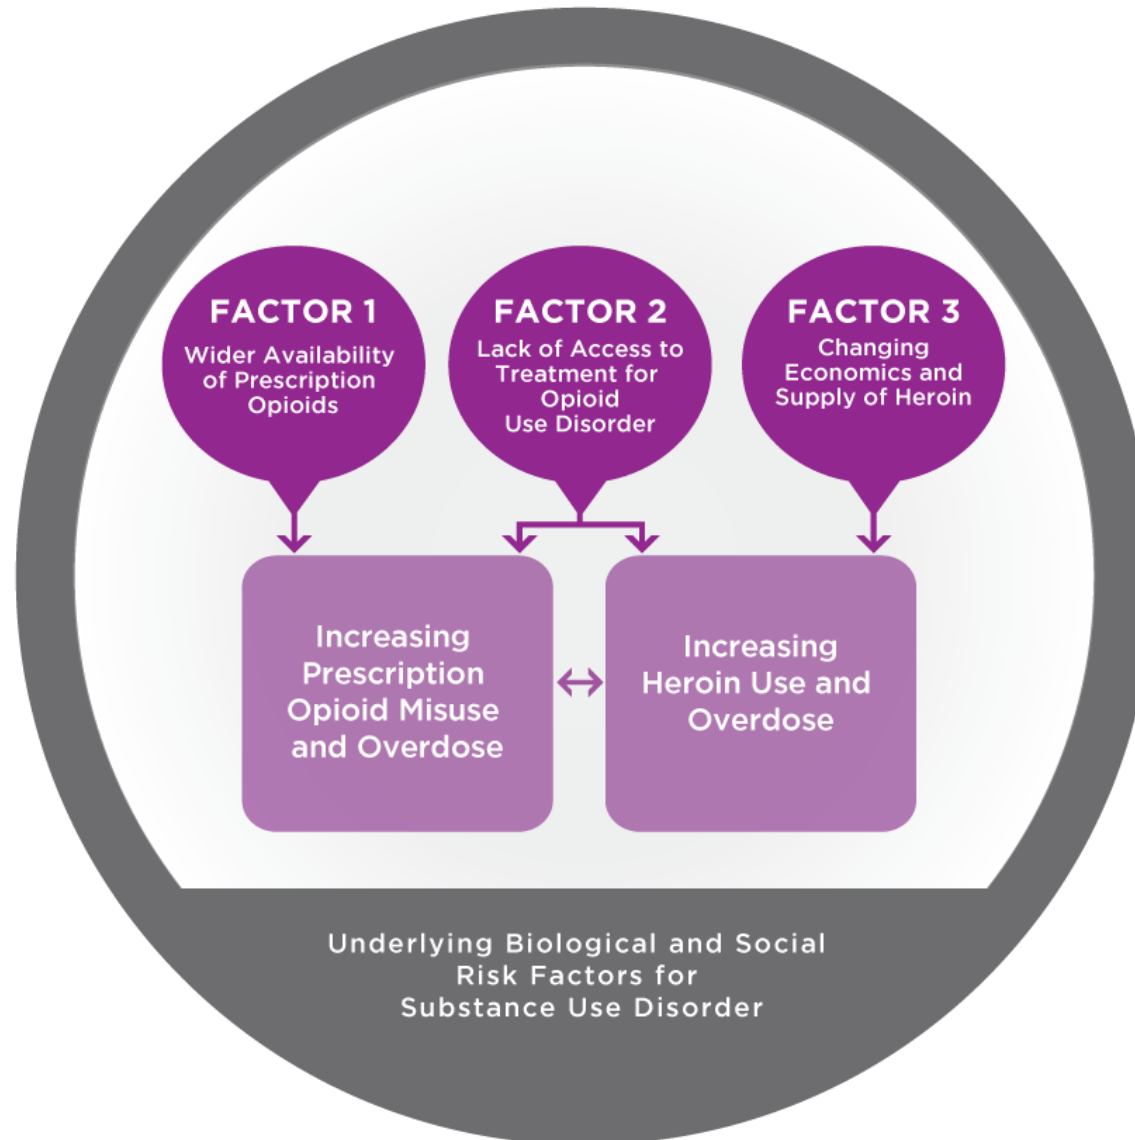 FACTOR 1
Wider Availability
of Prescription
Opioids
FACTOR 2
Lack of Access to
Treatment for
Opioid
Use Disorder
FACTOR 3
Changing
Economics and
Supply of Heroin
Increasing
Prescription
Opioid Misuse
and Overdose
Increasing
Heroin Use and
Overdose
Underlying Biological and Social
Risk Factors for
Substance Use Disorder